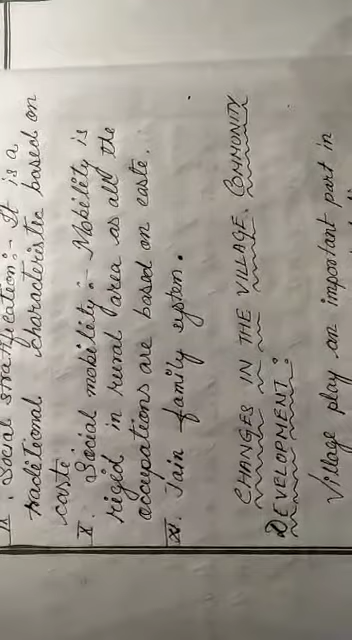 IX. Social stratification :- It is a
traditional characteristic based on
caste
X. Social mobility :- Mobility is
rigid in rural area as all the
occupations are based on caste.
XI. Join family system.
CHANGES IN THE VILLAGE COMMUNITY
DEVELOPMENT :
Village play an important part in